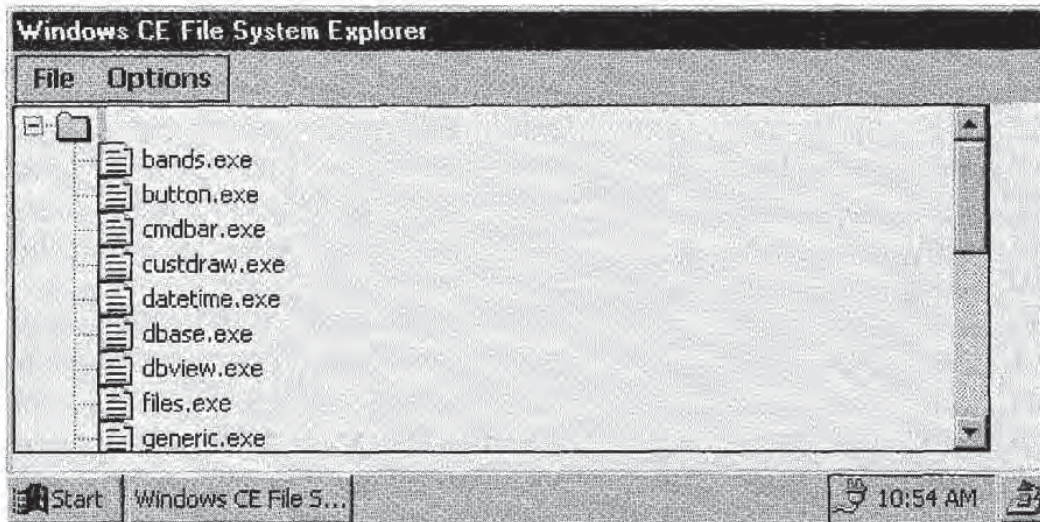 Windows CE File System Explorer
File Options
bands.exe
button.exe
cmdbar.exe
custdraw.exe
datetime.exe
dbase.exe
dbview.exe
files.exe
generic.exe
Start Windows CE File S... 10:54 AM